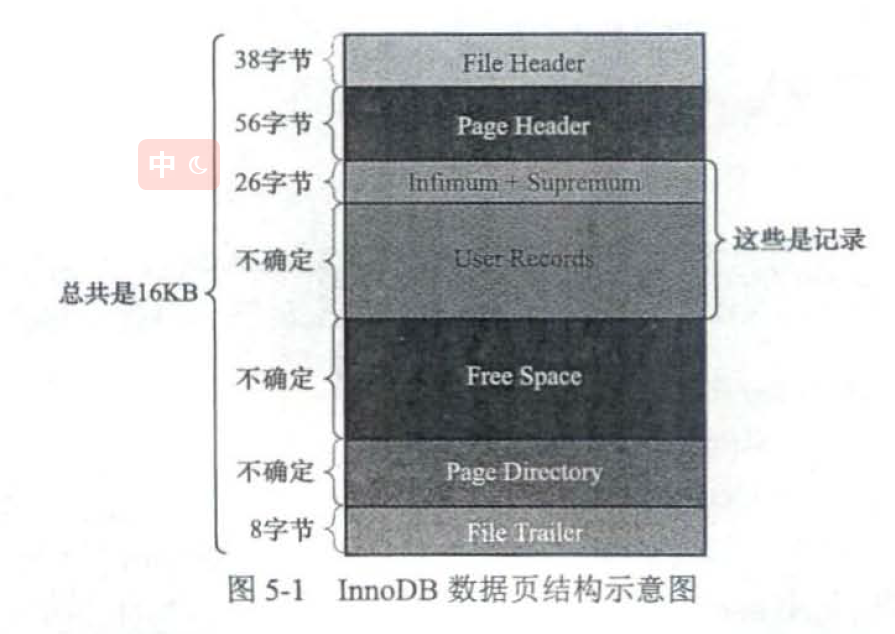 38字节
File Header
56字节
Page Header
中
26字节
Infimum + Supremum
这些是记录
不确定
User Records
总共是16KB
不确定
Free Space
不确定
Page Directory
8字节
File Trailer
图 5-1 InnoDB 数据页结构示意图